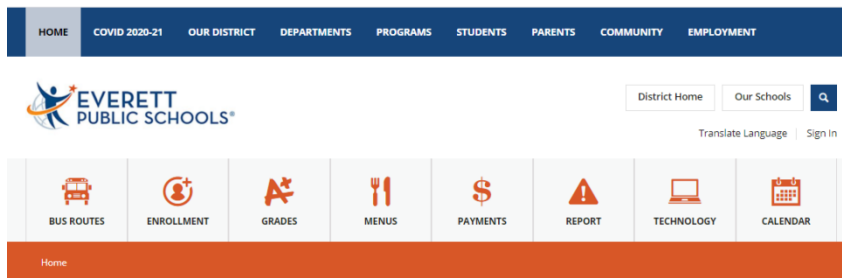 HOME COVID 2020-21 OUR DISTRICT DEPARTMENTS PROGRAMS STUDENTS PARENTS COMMUNITY EMPLOYMENT
EVERETT
PUBLIC SCHOOLS®
District Home Our Schools
Translate Language Sign In
A+
$
BUS ROUTES ENROLLMENT GRADES MENUS PAYMENTS REPORT TECHNOLOGY CALENDAR
Home